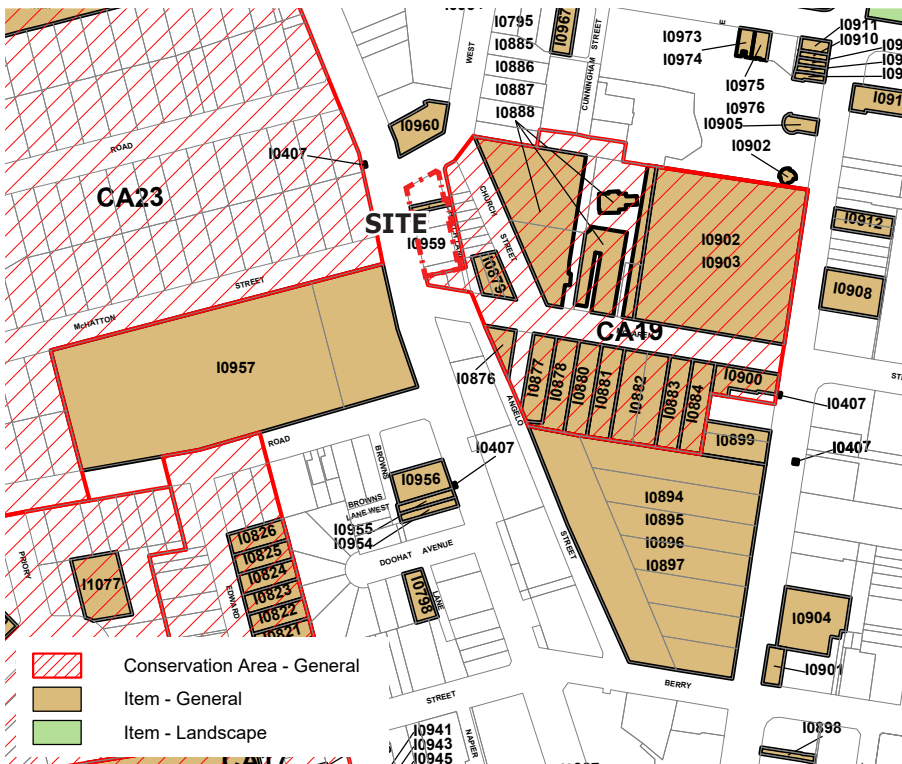 I0795
I0885
I0886
I0887
I0888
WEST
I0967
CUNNINGHAM
STREET
I0973
I0974
I0975
I0976
I0905
I0911
I0910
I0902
I0960
I0407
ROAD
CA23
SITE
I0959
CHURCH
STREET
I0879
I0902
I0903
I0912
I0908
CA19
STREET
McHATTON
I0957
I0876
I0877
I0878
I0880
I0881
I0882
I0883
I0884
I0900
I0407
I0899
I0407
ANGELO
STREET
ROAD
BROWNS
I0956
I0407
BROWNS
LANE WEST
I0955
I0954
DOOHAT AVENUE
I0798
LANE
I0894
I0895
I0896
I0897
I0826
I0825
I0824
I0823
I0822
I0821
EDWARD
PRIORY
I1077
I0904
I0901
BERRY
STREET
NAPIER
I0941
I0943
I0945
I0898
Conservation Area - General
Item - General
Item - Landscape